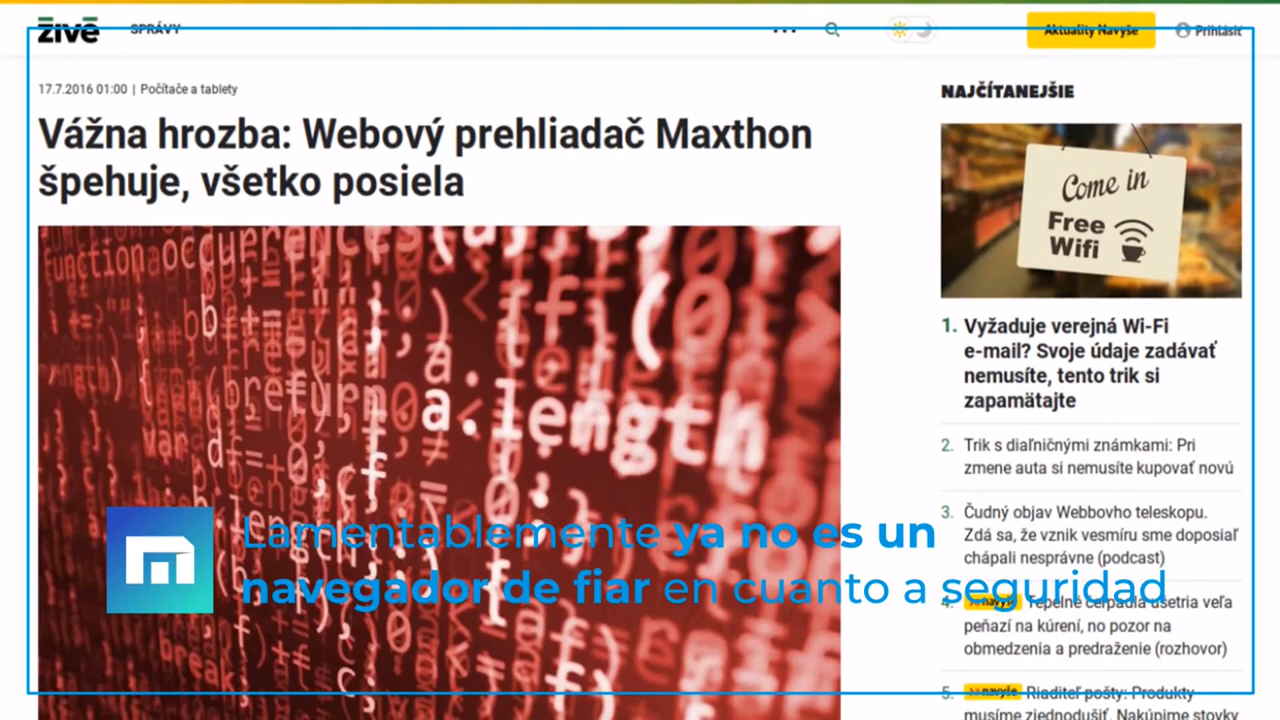 živé SPRÁVY
Aktuality Navyše
Prihlásiť
17.7.2016 01:00 | Počítače a tablety
Vážna hrozba: Webový prehliadač Maxthon
špehuje, všetko posiela
function
a.length
var
break
Lamentablemente ya no es un
navegador de fiar en cuanto a seguridad
NAJČÍTANEJŠIE
Come in
Free
Wifi
1. Vyžaduje verejná Wi-Fi
e-mail? Svoje údaje zadávať
nemusíte, tento trik si
zapamätajte
2. Trik s diaľničnými známkami: Pri
zmene auta si nemusíte kupovať novú
3. Čudný objav Webbovho teleskopu.
Zdá sa, že vznik vesmíru sme doposiaľ
chápali nesprávne (podcast)
4. navyše Tepelné čerpadlá ušetria veľa
peňazí na kúrení, no pozor na
obmedzenia a predraženie (rozhovor)
5. navyše Riaditeľ pošty: Produkty
musíme zjednodušiť. Nakúpime stovky